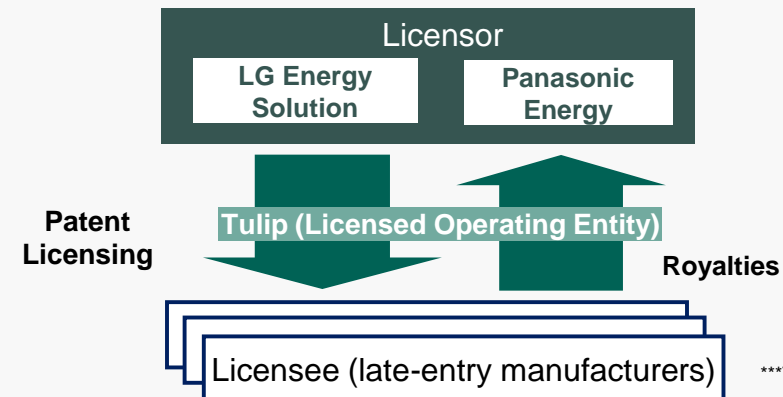 Licensor
LG Energy
Solution
Panasonic
Energy
Patent
Licensing
Tulip (Licensed Operating Entity)
Royalties
Licensee (late-entry manufacturers)